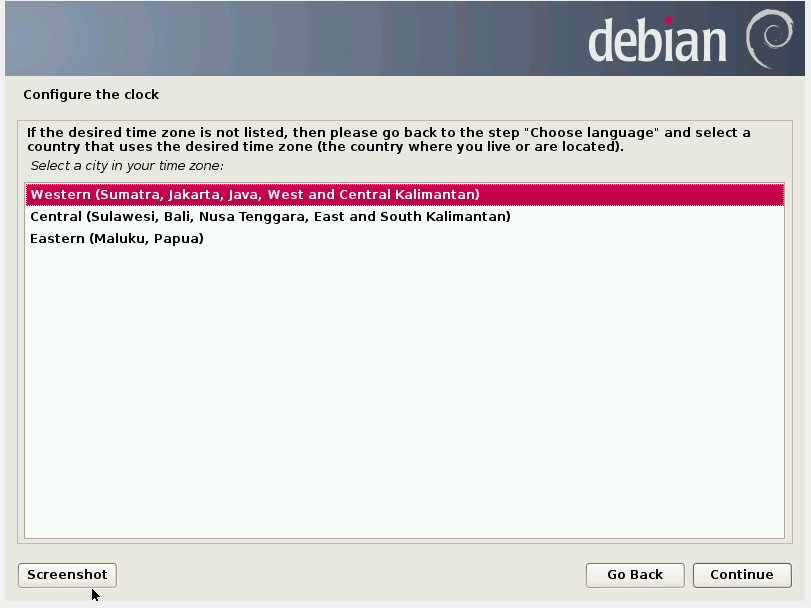 debian
Configure the clock
If the desired time zone is not listed, then please go back to the step "Choose language" and select a
country that uses the desired time zone (the country where you live or are located).
Select a city in your time zone:
Western (Sumatra, Jakarta, Java, West and Central Kalimantan)
Central (Sulawesi, Bali, Nusa Tenggara, East and South Kalimantan)
Eastern (Maluku, Papua)
Screenshot
Go Back
Continue